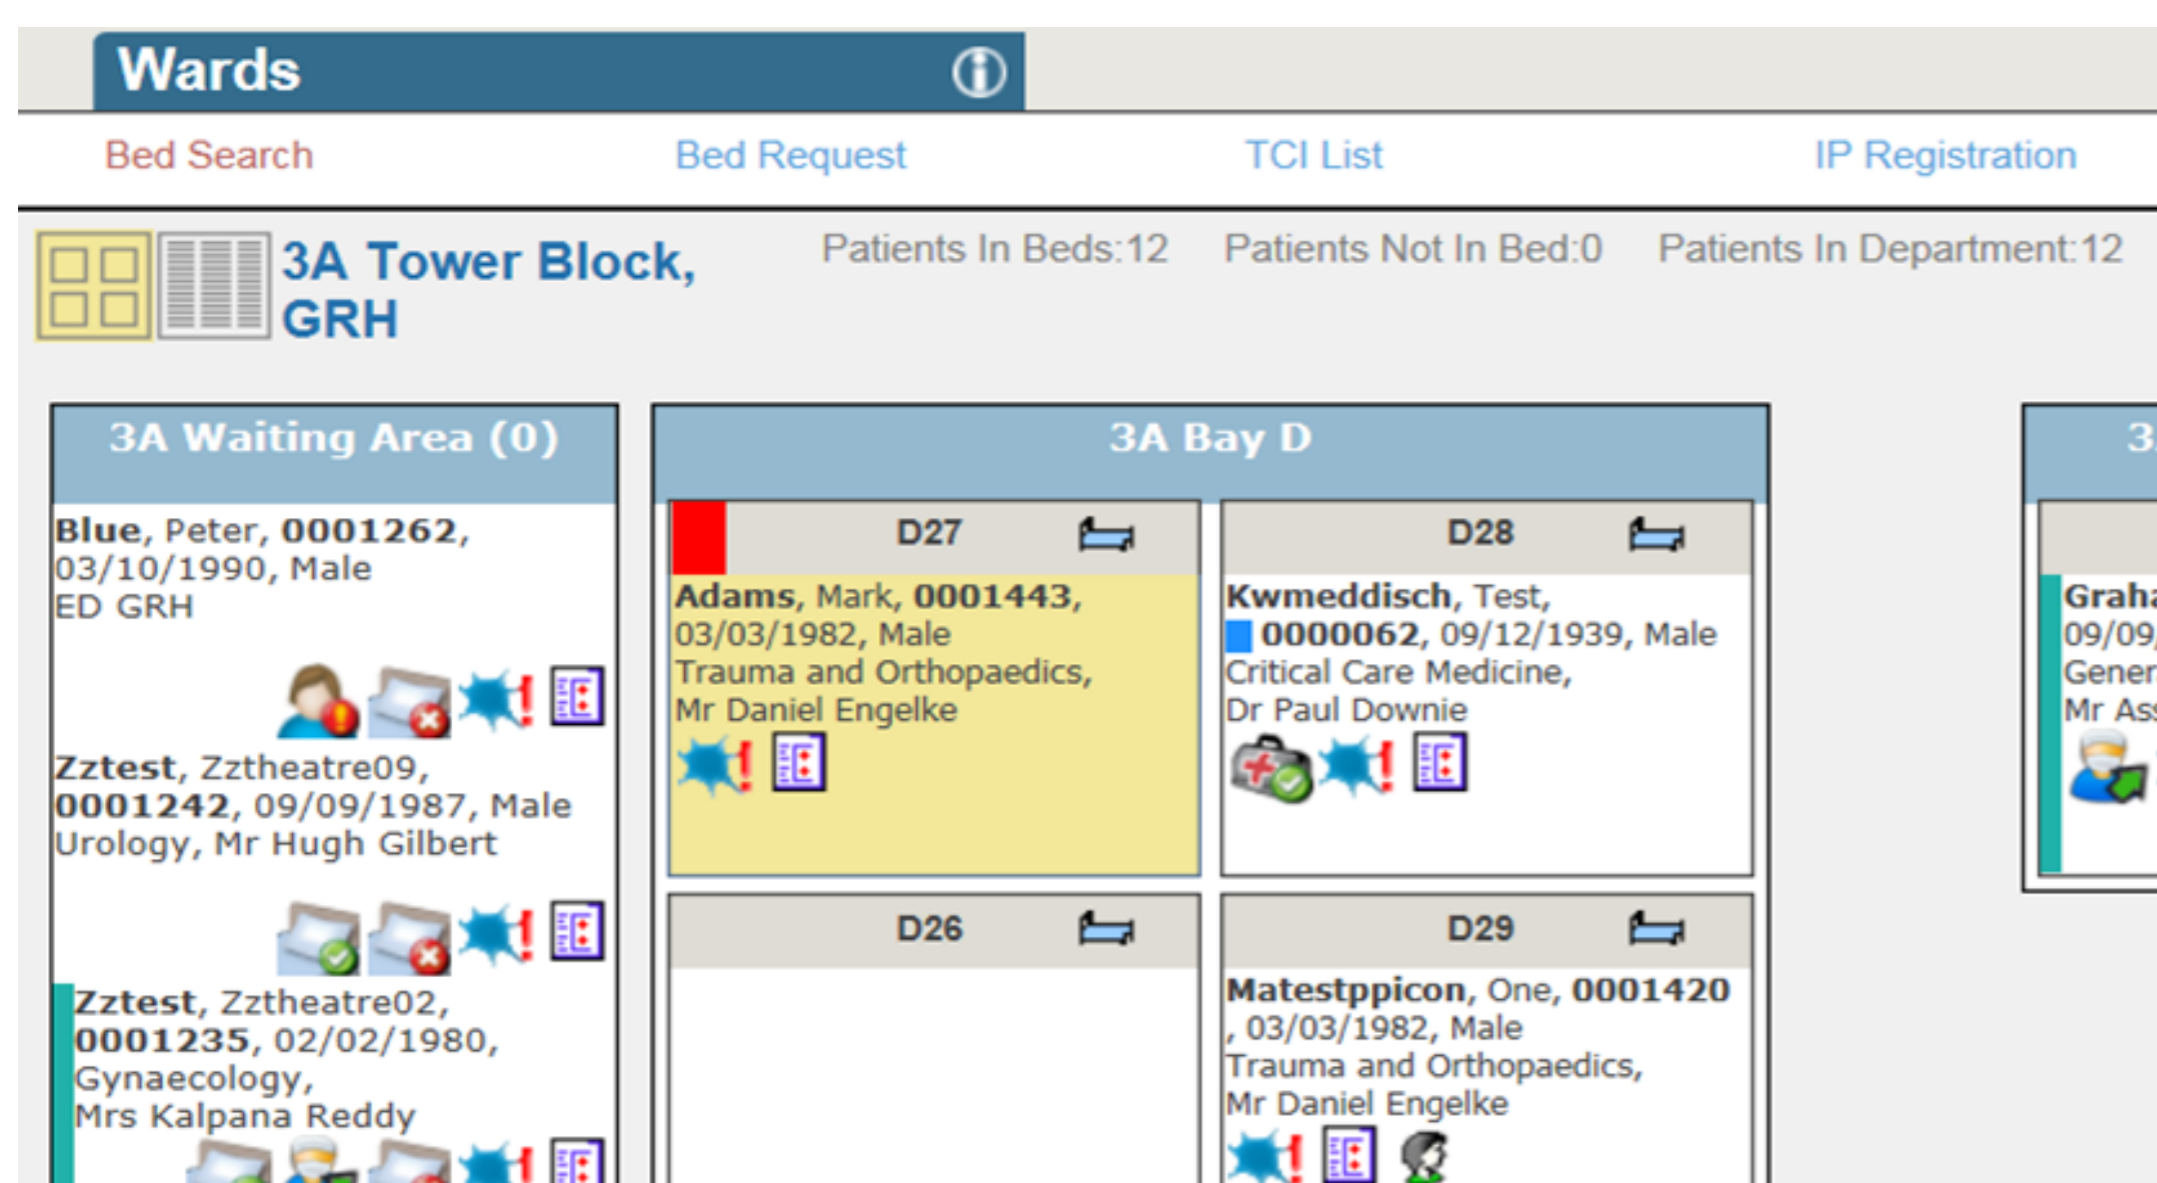 Wards
Bed Search
Bed Request
TCI List
IP Registration
3A Tower Block,
GRH
Patients In Beds:12
Patients Not In Bed:0
Patients In Department:12
3A Waiting Area (0)
Blue, Peter, 0001262,
03/10/1990, Male
ED GRH
Zztest, Zztheatre09,
0001242, 09/09/1987, Male
Urology, Mr Hugh Gilbert
Zztest, Zztheatre02,
0001235, 02/02/1980,
Gynaecology,
Mrs Kalpana Reddy
3A Bay D
D27
Adams, Mark, 0001443,
03/03/1982, Male
Trauma and Orthopaedics,
Mr Daniel Engelke
D28
Kwmeddisch, Test,
0000062, 09/12/1939, Male
Critical Care Medicine,
Dr Paul Downie
D26
D29
Matestppicon, One, 0001420
, 03/03/1982, Male
Trauma and Orthopaedics,
Mr Daniel Engelke
09/09
Mr